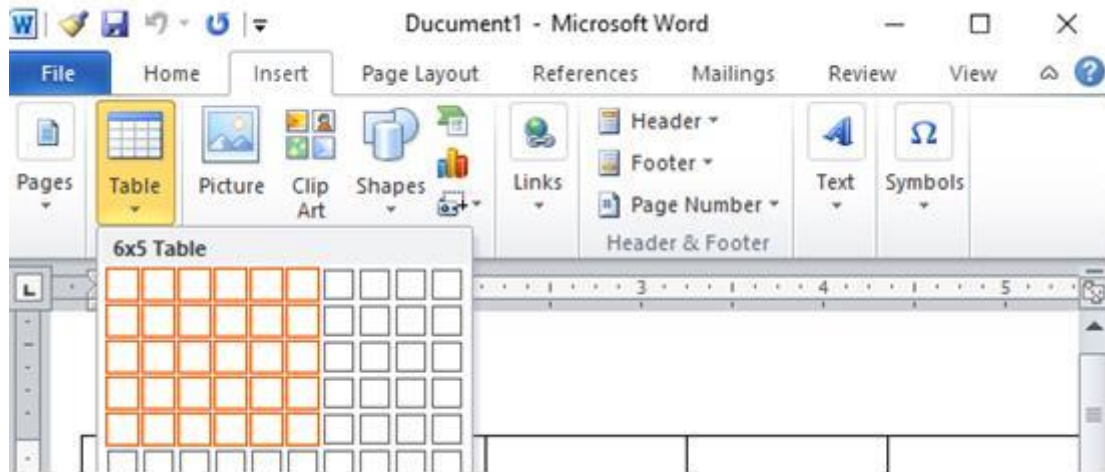 W Ducument1 - Microsoft Word
File Home Insert Page Layout References Mailings Review View ?
Pages Table Picture Clip Art Shapes Links Header Footer Page Number Text Ω Symbols
Header & Footer
6x5 Table
L 3 4 5